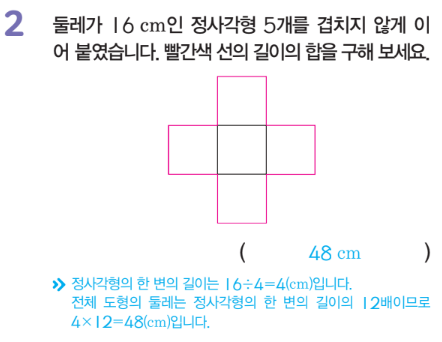 2 둘레가 16 cm인 정사각형 5개를 겹치지 않게 이
어 붙였습니다. 빨간색 선의 길이의 합을 구해 보세요.
( 48 cm )
» 정사각형의 한 변의 길이는 16÷4=4(cm)입니다.
전체 도형의 둘레는 정사각형의 한 변의 길이의 12배이므로
4×12=48(cm)입니다.